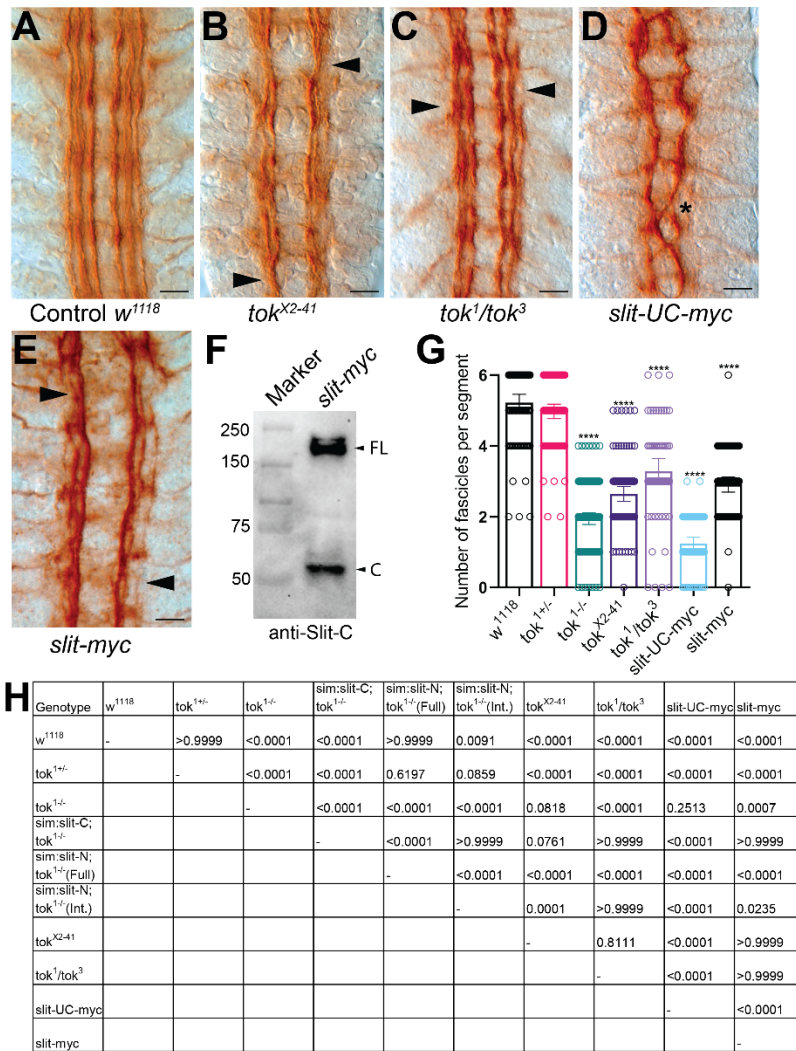 A
B
C
D
Control w1118
tokX2-41
tok1/tok3
slit-UC-myc
*
E
slit-myc
F
Marker
slit-myc
250
150
75
50
FL
C
anti-Slit-C
G
Number of fascicles per segment
6
4
2
0
**** **** **** **** ****
w1118
tok1+/-
tok1-/-
tokX2-41
tok1/tok3
slit-UC-myc
slit-myc
H
Genotype w1118 tok1+/- tok1-/- sim:slit-C; tok1-/- sim:slit-N; tok1-/-(Full) sim:slit-N; tok1-/-(Int.) tokX2-41 tok1/tok3 slit-UC-myc slit-myc
w1118 - >0.9999 <0.0001 <0.0001 >0.9999 0.0091 <0.0001 <0.0001 <0.0001 <0.0001
tok1+/- - <0.0001 <0.0001 0.6197 0.0859 <0.0001 <0.0001 <0.0001 <0.0001
tok1-/- - <0.0001 <0.0001 <0.0001 0.0818 <0.0001 0.2513 0.0007
sim:slit-C; tok1-/- - <0.0001 >0.9999 0.0761 >0.9999 <0.0001 >0.9999
sim:slit-N; tok1-/-(Full) - <0.0001 <0.0001 <0.0001 <0.0001 <0.0001
sim:slit-N; tok1-/-(Int.) - 0.0001 >0.9999 <0.0001 0.0235
tokX2-41 - 0.8111 <0.0001 >0.9999
tok1/tok3 - <0.0001 >0.9999
slit-UC-myc - <0.0001
slit-myc -